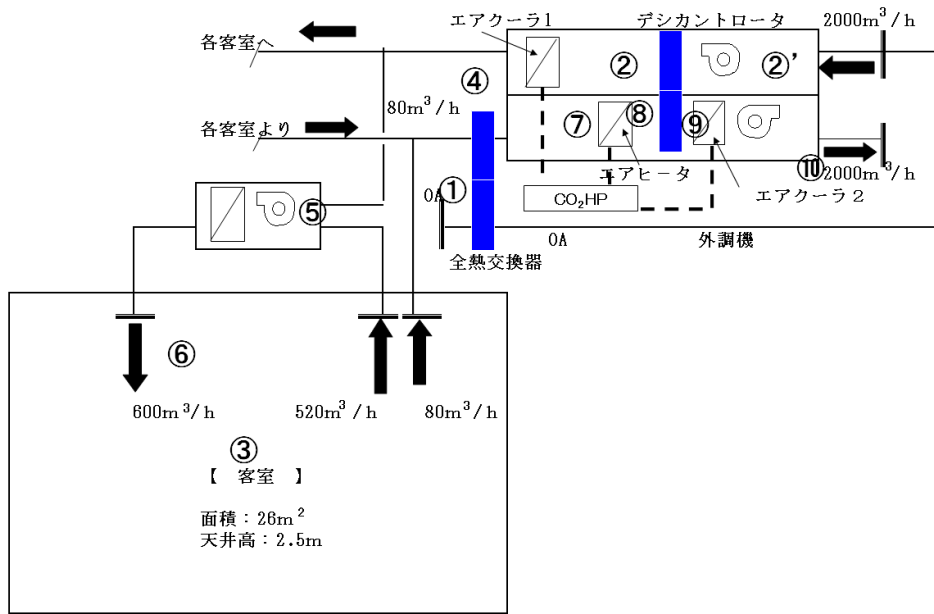 エアクーラ1
デシカントロータ
2000m³/h
各客室へ
②
②’
④
80m³/h
各客室より
⑦
⑧
⑨
⑩
2000m³/h
エアヒータ
エアクーラ2
①
OA
CO₂HP
⑤
OA
外調機
全熱交換器
⑥
600m³/h
520m³/h
80m³/h
③
【 客室 】
面積：26m²
天井高：2.5m